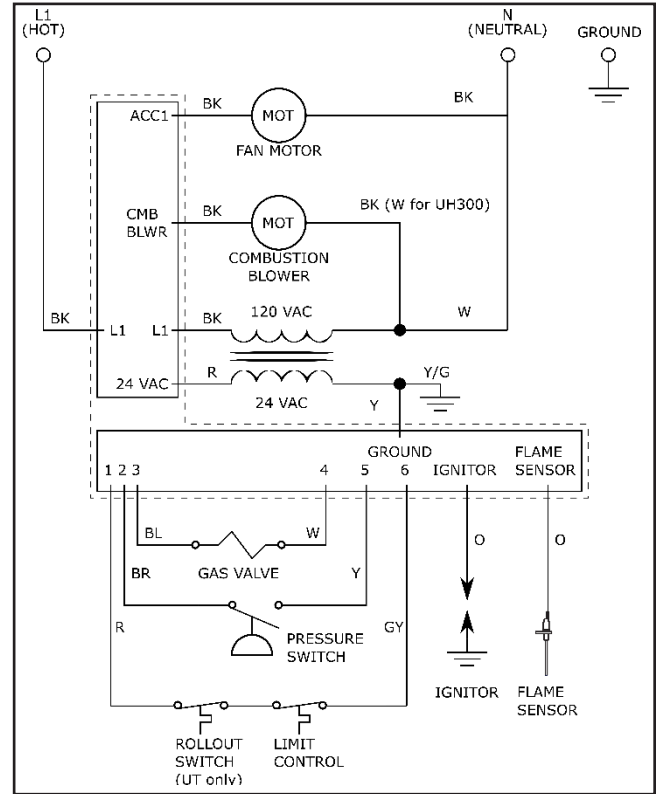 L1
(HOT)
N
(NEUTRAL)
GROUND
ACC1
BK
MOT
BK
FAN MOTOR
CMB
BLWR
BK
MOT
BK (W for UH300)
COMBUSTION
BLOWER
BK
L1
L1
BK
120 VAC
W
24 VAC
R
24 VAC
Y
Y/G
GROUND
1 2 3 4 5 6
IGNITOR
FLAME
SENSOR
BL
GAS VALVE
W
O
O
BR
Y
PRESSURE
SWITCH
R
GY
IGNITOR
FLAME
SENSOR
ROLLOUT
SWITCH
(UT only)
LIMIT
CONTROL